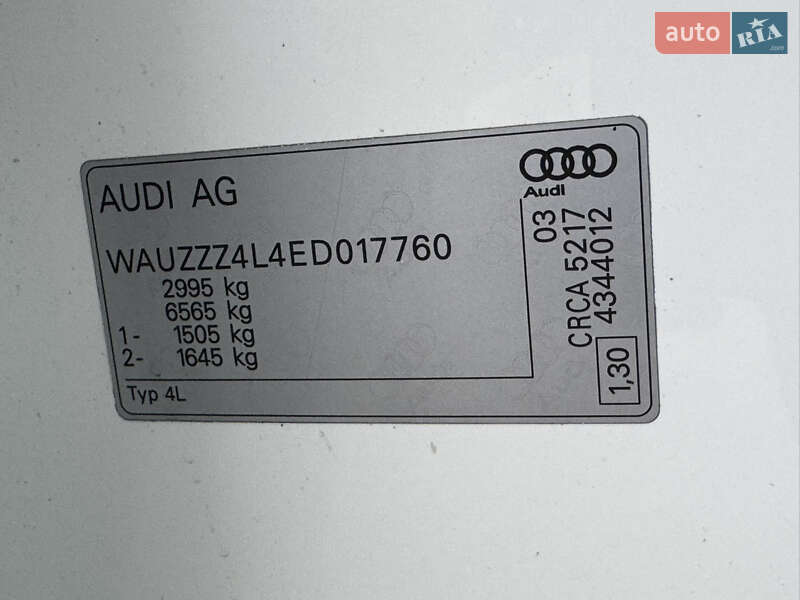 auto RIA .com
Audi
AUDI AG
WAUZZZ4L4ED017760
2995 kg
6565 kg
1- 1505 kg
2- 1645 kg
Typ 4L
03
CRCA 5217
4344012
1,30